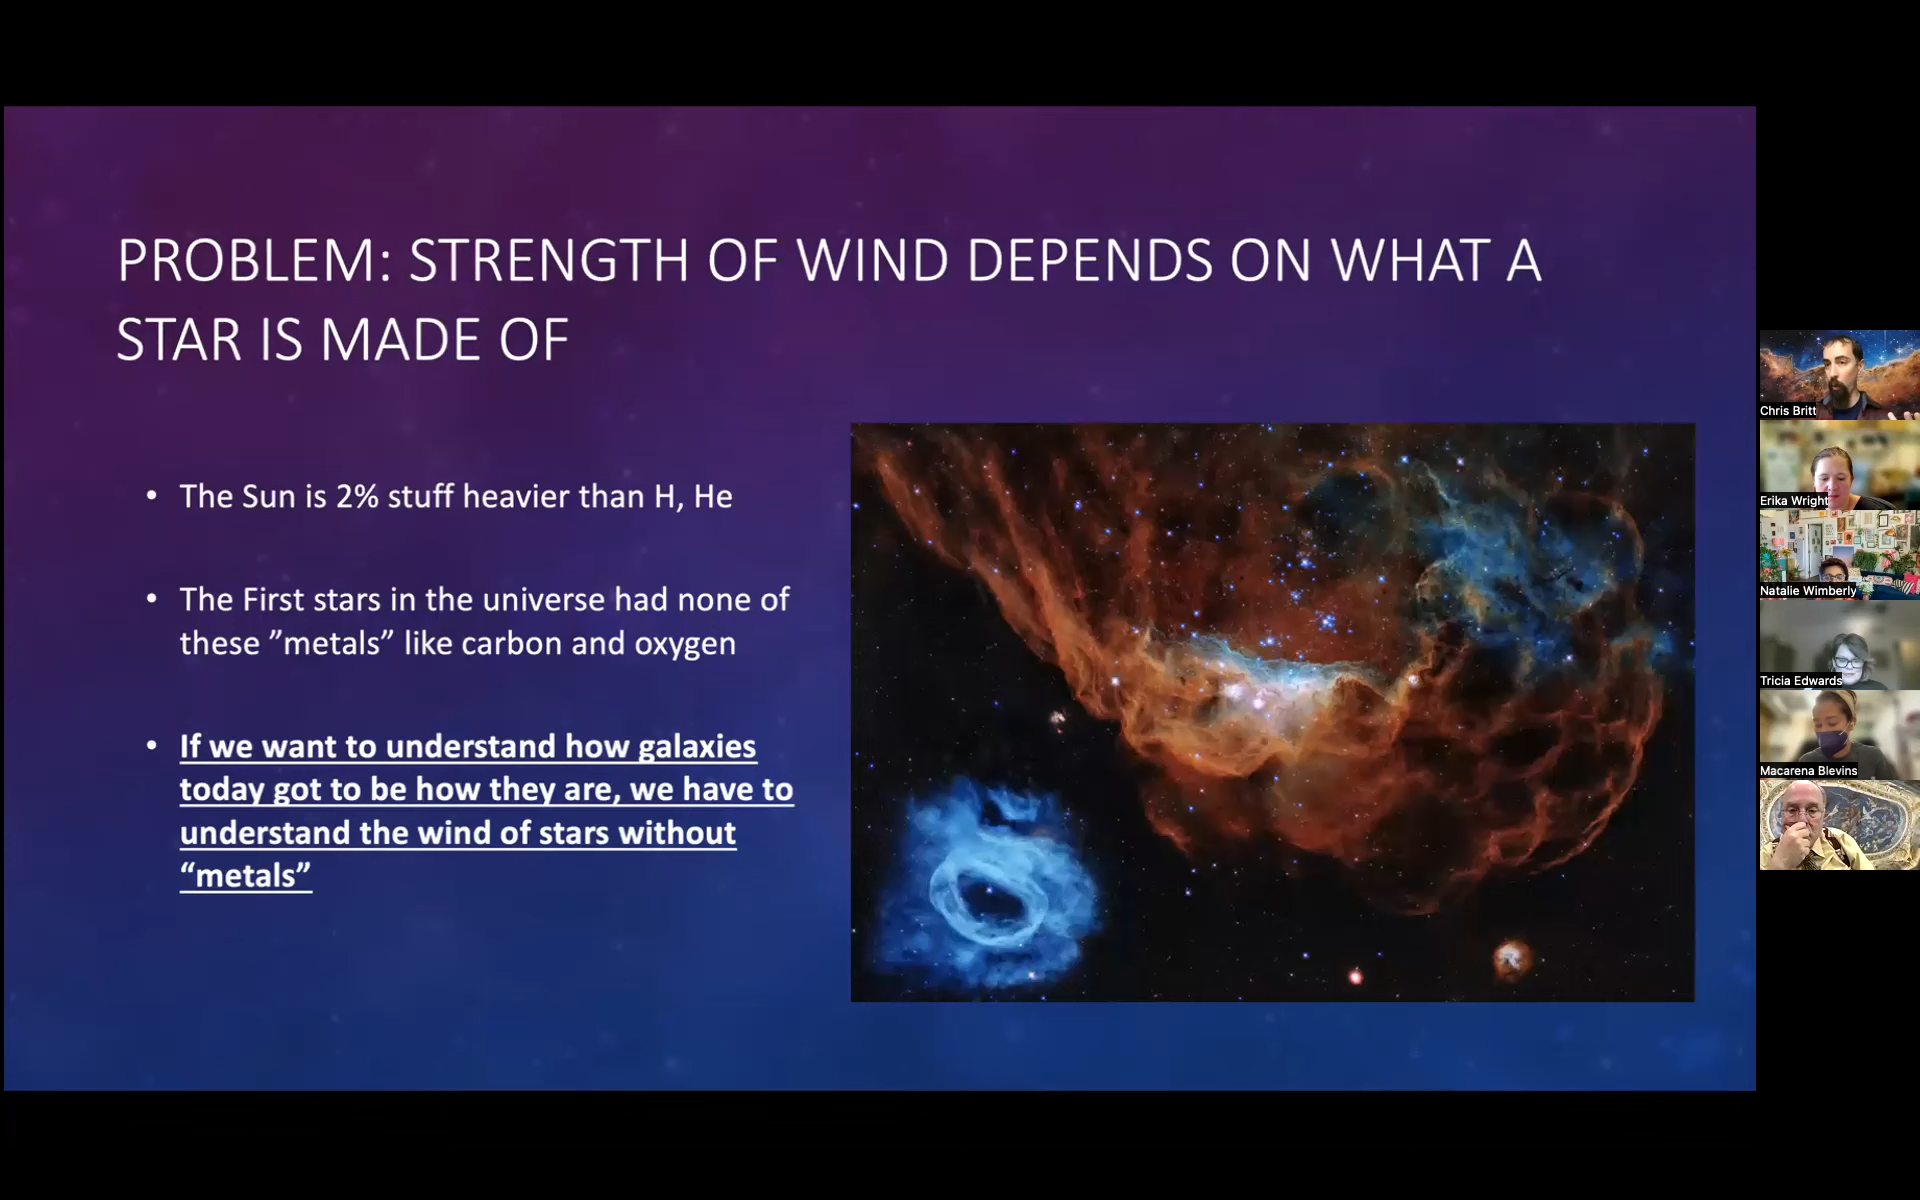 PROBLEM: STRENGTH OF WIND DEPENDS ON WHAT A
STAR IS MADE OF
• The Sun is 2% stuff heavier than H, He
• The First stars in the universe had none of
these ”metals” like carbon and oxygen
• If we want to understand how galaxies
today got to be how they are, we have to
understand the wind of stars without
“metals”
Chris Britt
Erika Wright
Natalie Wimberly
Tricia Edwards
Macarena Blevins